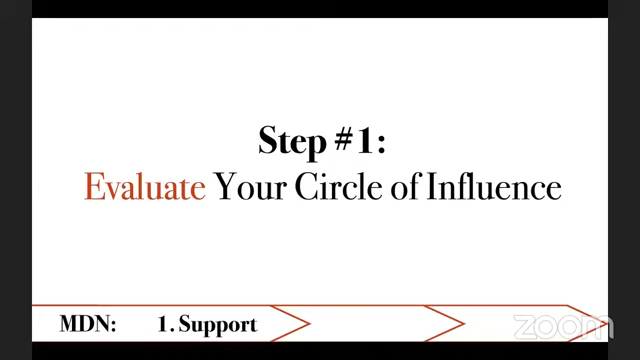 Step #1:
Evaluate Your Circle of Influence
MDN: 1. Support
zoom